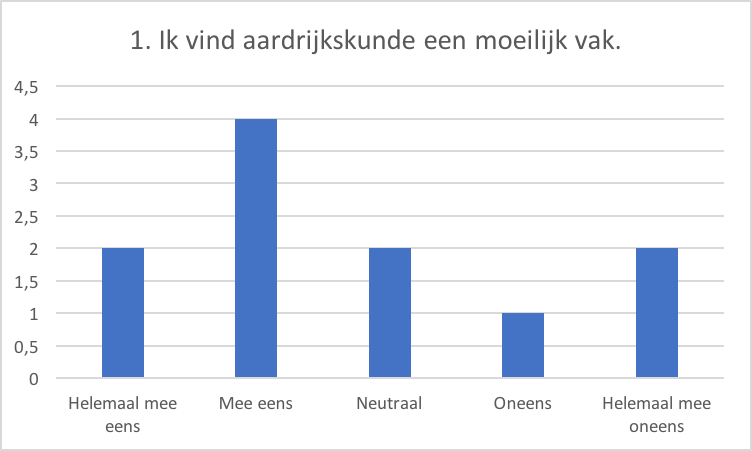 1. Ik vind aardrijkskunde een moeilijk vak.
4,5
4
3,5
3
2,5
2
1,5
1
0,5
0
Helemaal mee eens
Mee eens
Neutraal
Oneens
Helemaal mee oneens